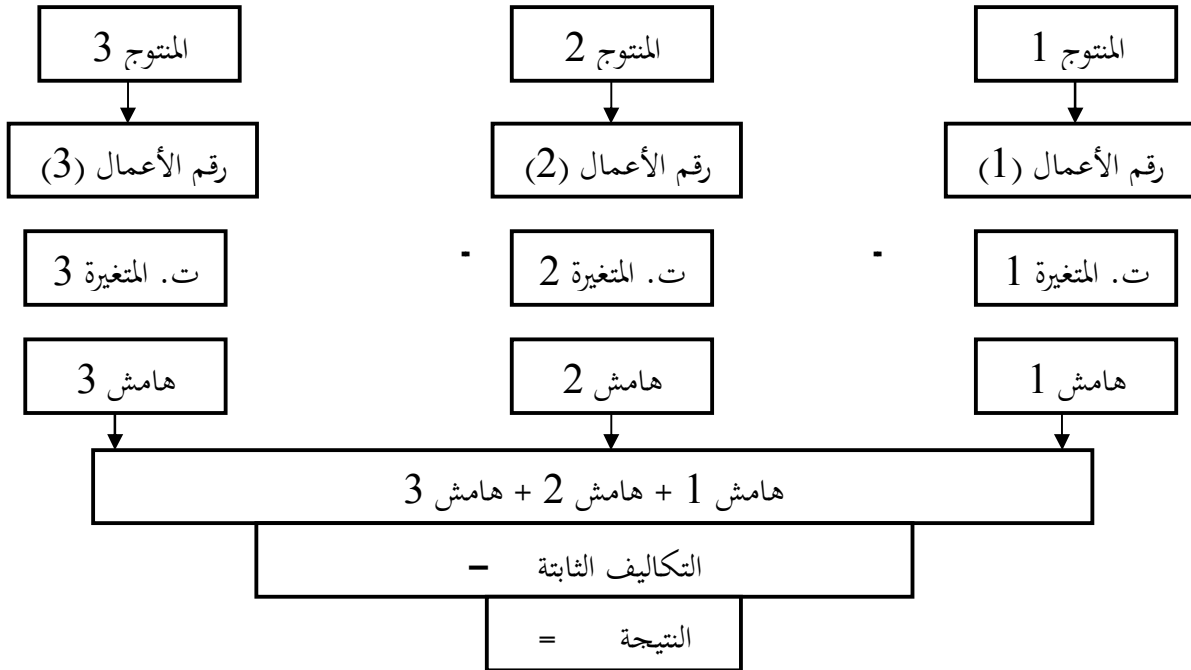 المنتوج 1 المنتوج 2 المنتوج 3
رقم الأعمال (1) رقم الأعمال (2) رقم الأعمال (3)
ت. المتغيرة 1 - ت. المتغيرة 2 - ت. المتغيرة 3
هامش 1 هامش 2 هامش 3
هامش 1 + هامش 2 + هامش 3
التكاليف الثابتة –
النتيجة =